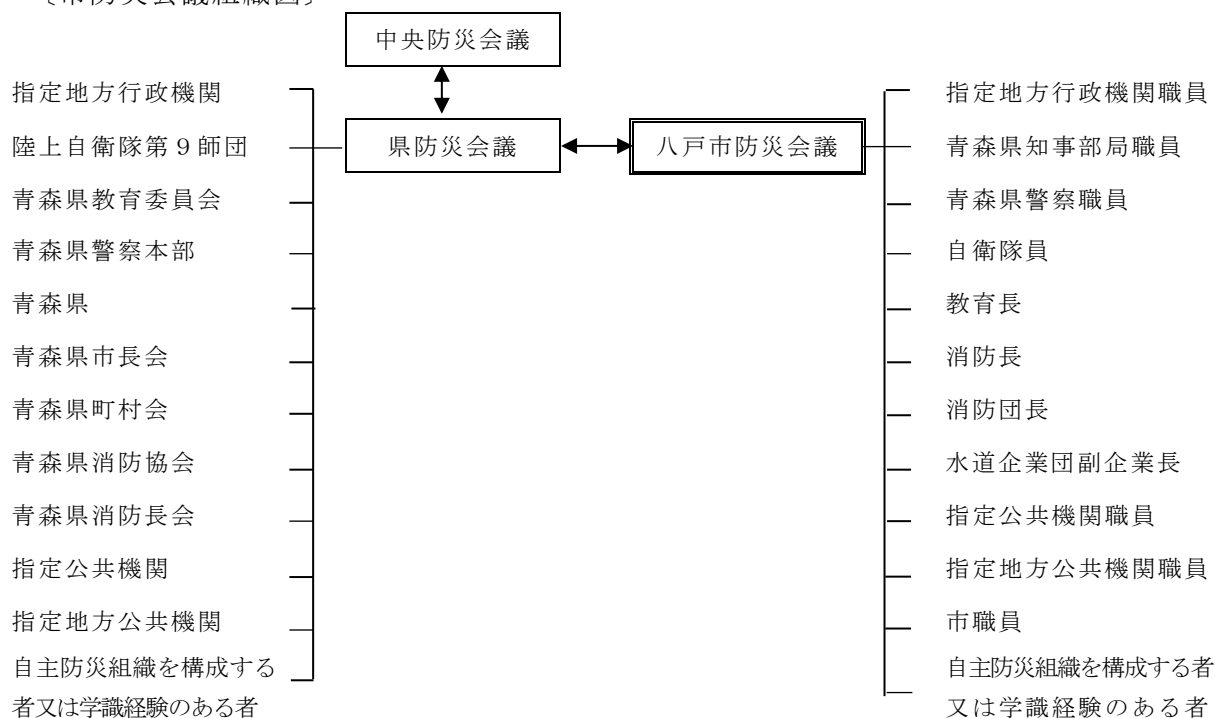 〔市防災会議組織図〕
中央防災会議
県防災会議
八戸市防災会議
指定地方行政機関
陸上自衛隊第９師団
青森県教育委員会
青森県警察本部
青森県
青森県市長会
青森県町村会
青森県消防協会
青森県消防長会
指定公共機関
指定地方公共機関
自主防災組織を構成する
者又は学識経験のある者
指定地方行政機関職員
青森県知事部局職員
青森県警察職員
自衛隊員
教育長
消防長
消防団長
水道企業団副企業長
指定公共機関職員
指定地方公共機関職員
市職員
自主防災組織を構成する者
又は学識経験のある者